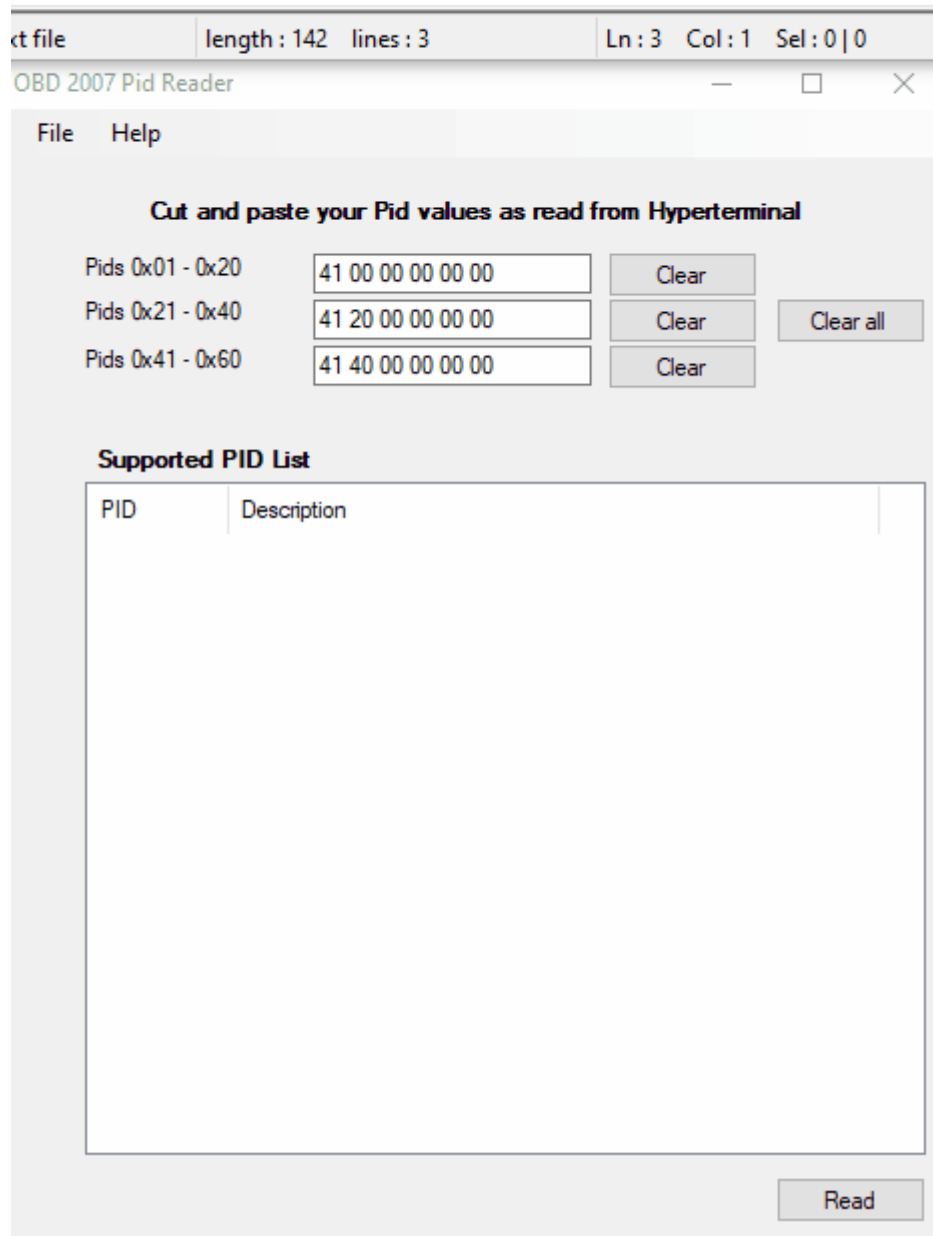 xt file length : 142 lines : 3 Ln : 3 Col : 1 Sel : 0 | 0
OBD 2007 Pid Reader
File Help
Cut and paste your Pid values as read from Hyperterminal
Pids 0x01 - 0x20 41 00 00 00 00 00 Clear
Pids 0x21 - 0x40 41 20 00 00 00 00 Clear Clear all
Pids 0x41 - 0x60 41 40 00 00 00 00 Clear
Supported PID List
PID Description
Read